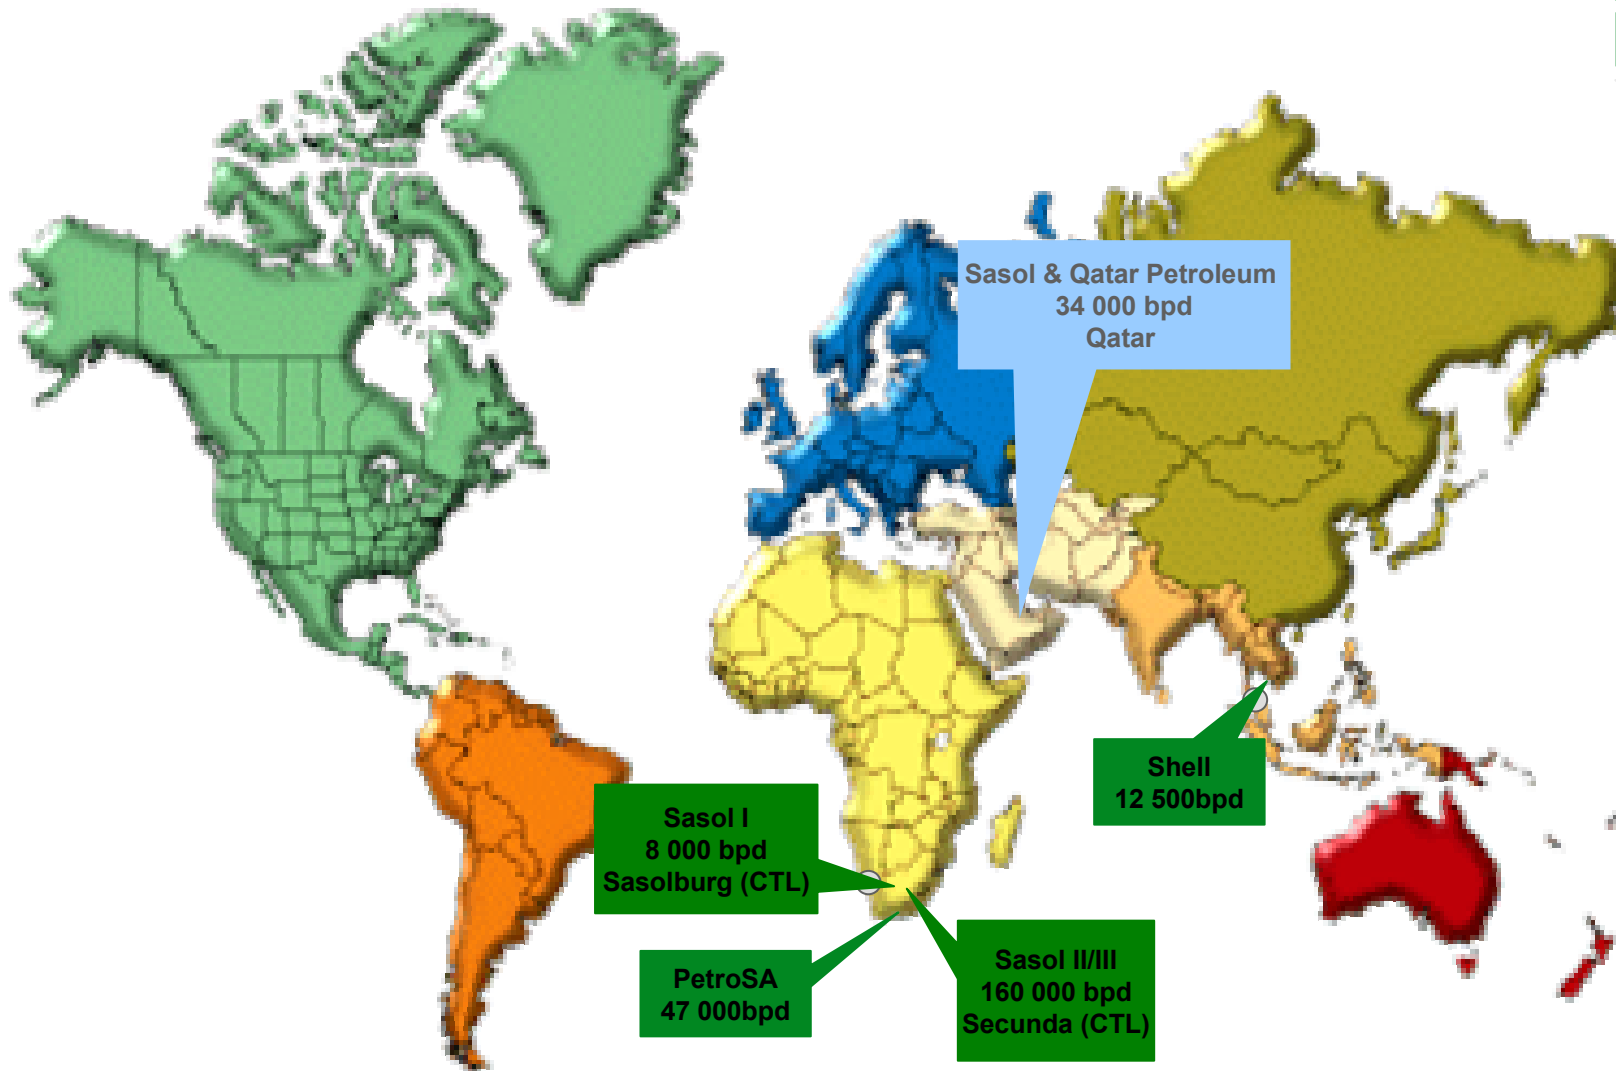 Sasol & Qatar Petroleum
34 000 bpd
Qatar
Shell
12 500bpd
Sasol I
8 000 bpd
Sasolburg (CTL)
PetroSA
47 000bpd
Sasol II/III
160 000 bpd
Secunda (CTL)